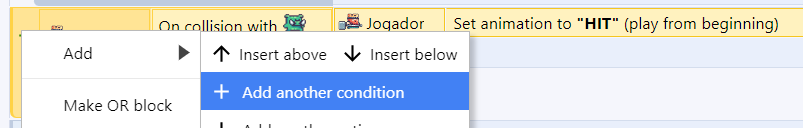 On collision with
Jogador
Set animation to "HIT" (play from beginning)
Add
Insert above
Insert below
Add another condition
Make OR block